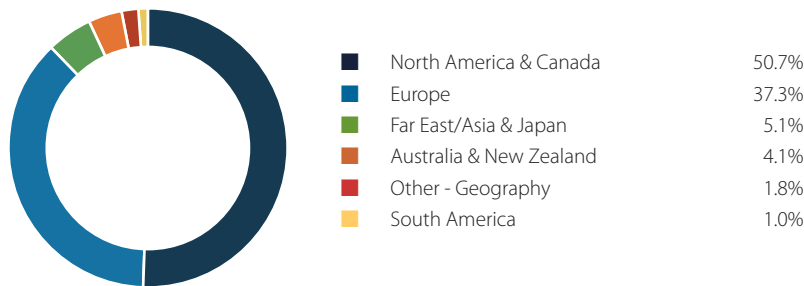 North America & Canada 50.7%
Europe 37.3%
Far East/Asia & Japan 5.1%
Australia & New Zealand 4.1%
Other - Geography 1.8%
South America 1.0%